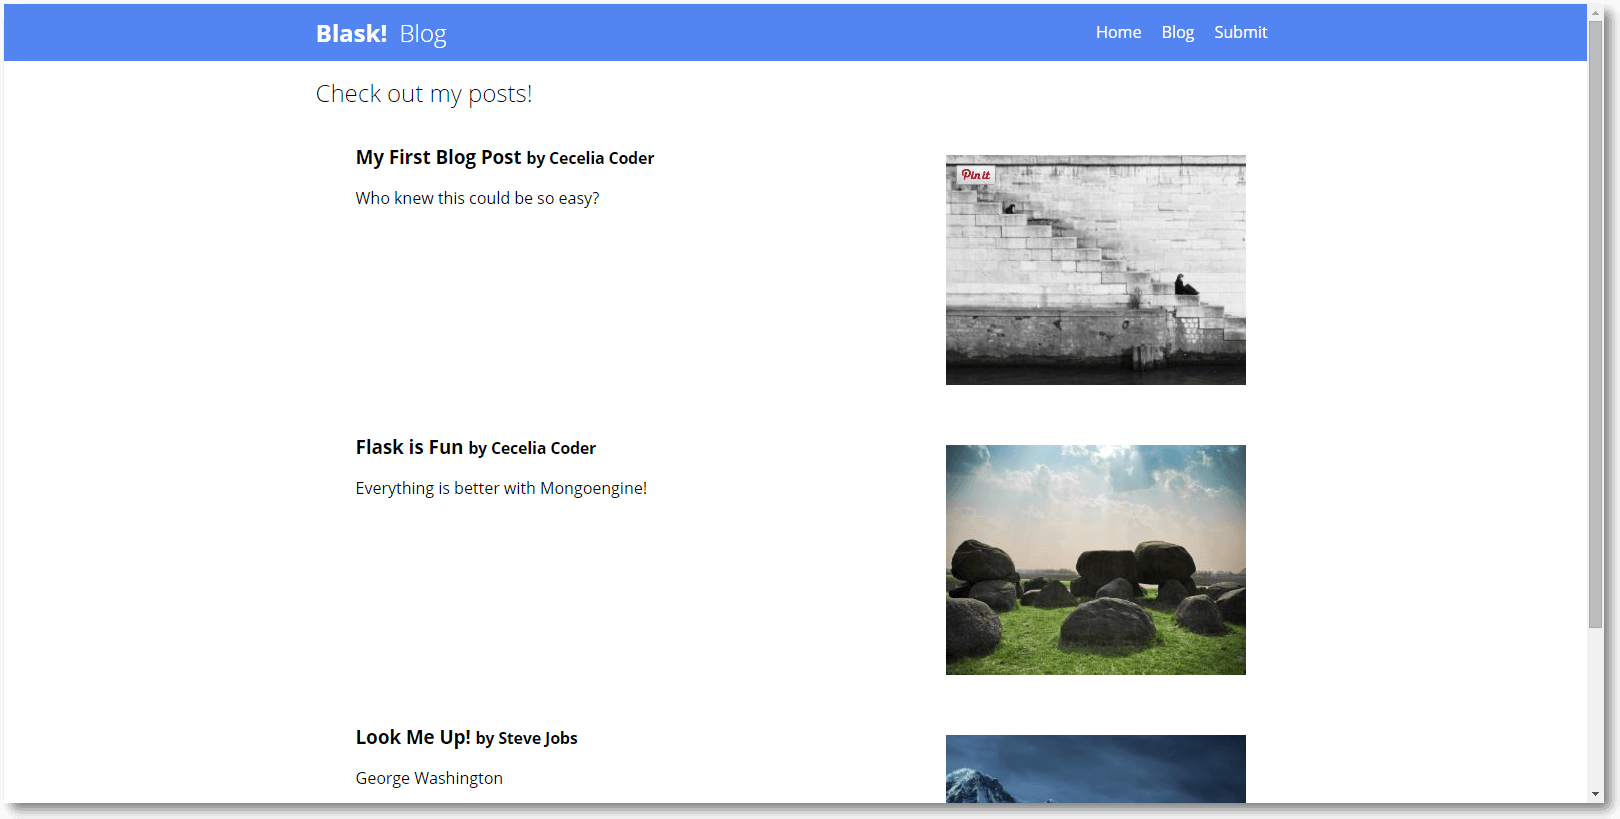 Blask! Blog
Home Blog Submit
Check out my posts!
My First Blog Post by Cecelia Coder
Who knew this could be so easy?
Pin it
Flask is Fun by Cecelia Coder
Everything is better with Mongoengine!
Look Me Up! by Steve Jobs
George Washington